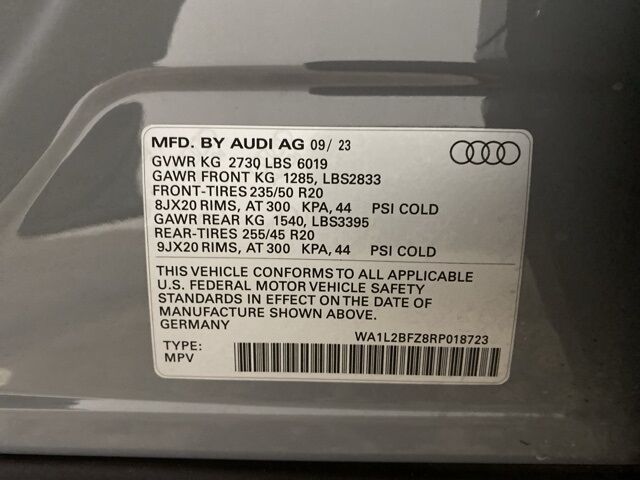 MFD. BY AUDI AG 09/ 23
GVWR KG 2730 LBS 6019
GAWR FRONT KG 1285, LBS2833
FRONT-TIRES 235/50 R20
8JX20 RIMS, AT 300 KPA, 44 PSI COLD
GAWR REAR KG 1540, LBS3395
REAR-TIRES 255/45 R20
9JX20 RIMS, AT 300 KPA, 44 PSI COLD
THIS VEHICLE CONFORMS TO ALL APPLICABLE
U.S. FEDERAL MOTOR VEHICLE SAFETY
STANDARDS IN EFFECT ON THE DATE OF
MANUFACTURE SHOWN ABOVE.
GERMANY
WA1L2BFZ8RP018723
TYPE:
MPV